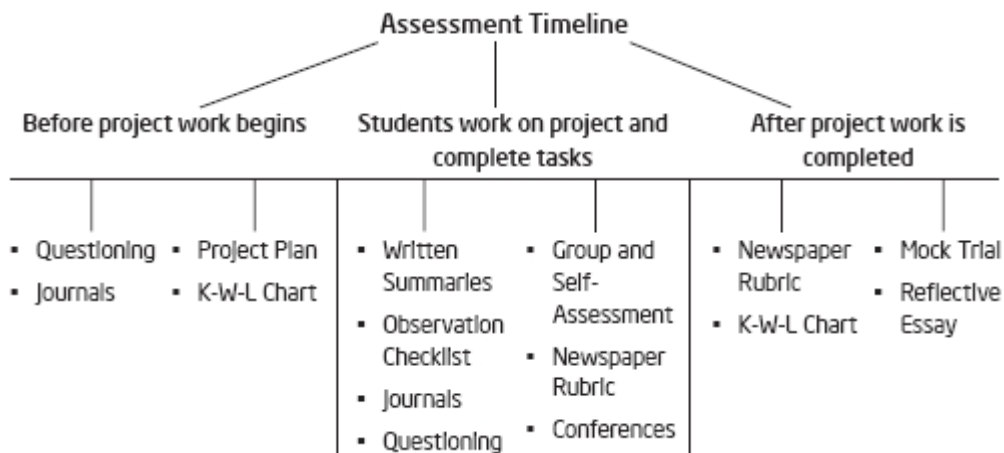 Assessment Timeline
Before project work begins
Students work on project and
complete tasks
After project work is
completed
▪ Questioning
▪ Journals
▪ Project Plan
▪ K-W-L Chart
▪ Written
Summaries
▪ Observation
Checklist
▪ Journals
▪ Questioning
▪ Group and
Self-
Assessment
▪ Newspaper
Rubric
▪ Conferences
▪ Newspaper
Rubric
▪ K-W-L Chart
▪ Mock Trial
▪ Reflective
Essay